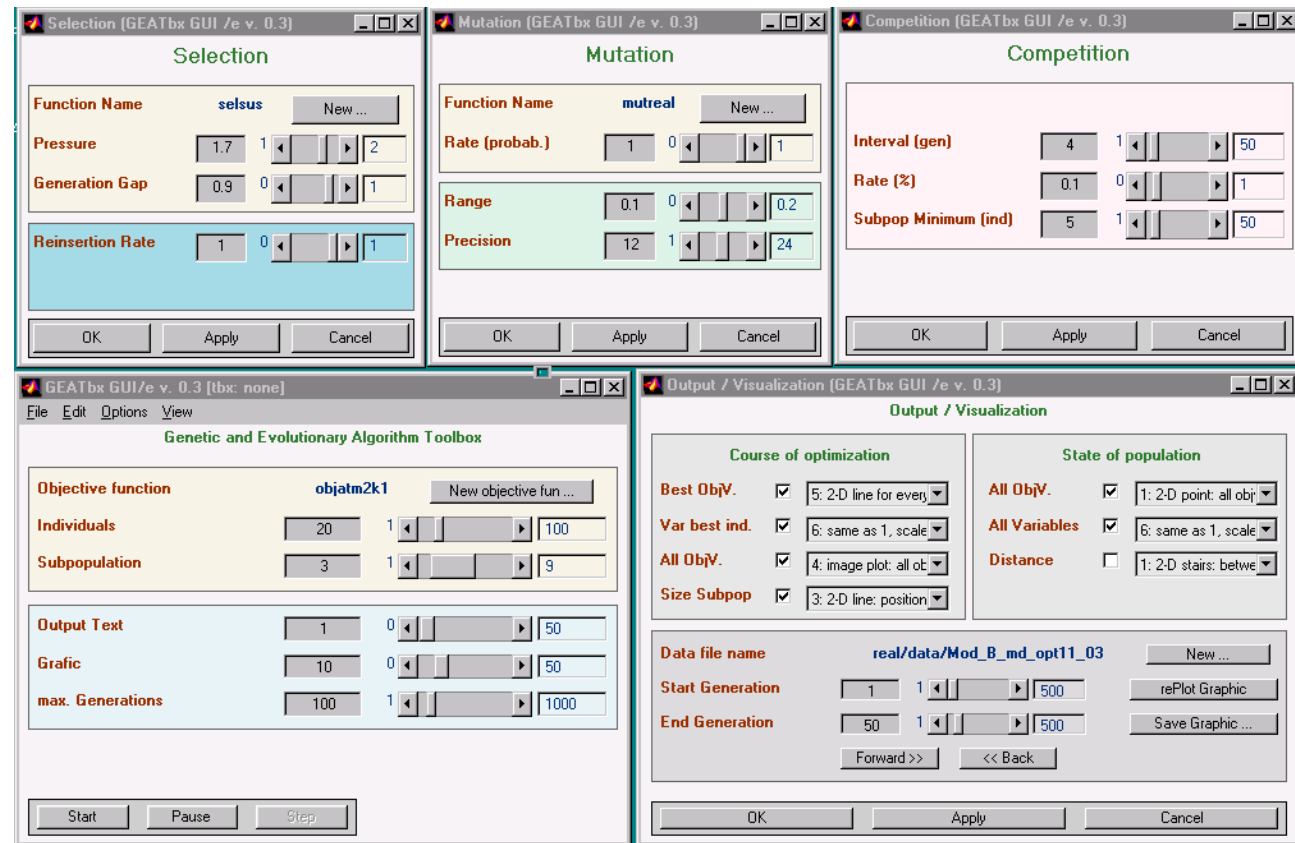 Selection (GEATbx GUI /e v. 0.3)
Selection
Function Name selsus New ...
Pressure 1.7 1 2
Generation Gap 0.9 0 1
Reinsertion Rate 1 0 1
OK Apply Cancel
Mutation (GEATbx GUI /e v. 0.3)
Mutation
Function Name mutreal New ...
Rate (probab.) 1 0 1
Range 0.1 0 0.2
Precision 12 1 24
OK Apply Cancel
Competition (GEATbx GUI /e v. 0.3)
Competition
Interval (gen) 4 1 50
Rate (%) 0.1 0 1
Subpop Minimum (ind) 5 1 50
OK Apply Cancel
GEATbx GUI/e v. 0.3 [tbx: none]
File Edit Options View
Genetic and Evolutionary Algorithm Toolbox
Objective function objatm2k1 New objective fun ...
Individuals 20 1 100
Subpopulation 3 1 9
Output Text 1 0 50
Grafic 10 0 50
max. Generations 100 1 1000
Start Pause Step
Output / Visualization (GEATbx GUI /e v. 0.3)
Output / Visualization
Course of optimization
Best ObjV. 5: 2-D line for every
Var best ind. 6: same as 1, scale
All ObjV. 4: image plot: all ob
Size Subpop 3: 2-D line: position
State of population
All ObjV. 1: 2-D point: all obj
All Variables 6: same as 1, scale
Distance 1: 2-D stairs: betwe
Data file name real/data/Mod_B_md_opt11_03 New ...
Start Generation 1 1 500 rePlot Graphic
End Generation 50 1 500 Save Graphic ...
Forward >> << Back
OK Apply Cancel